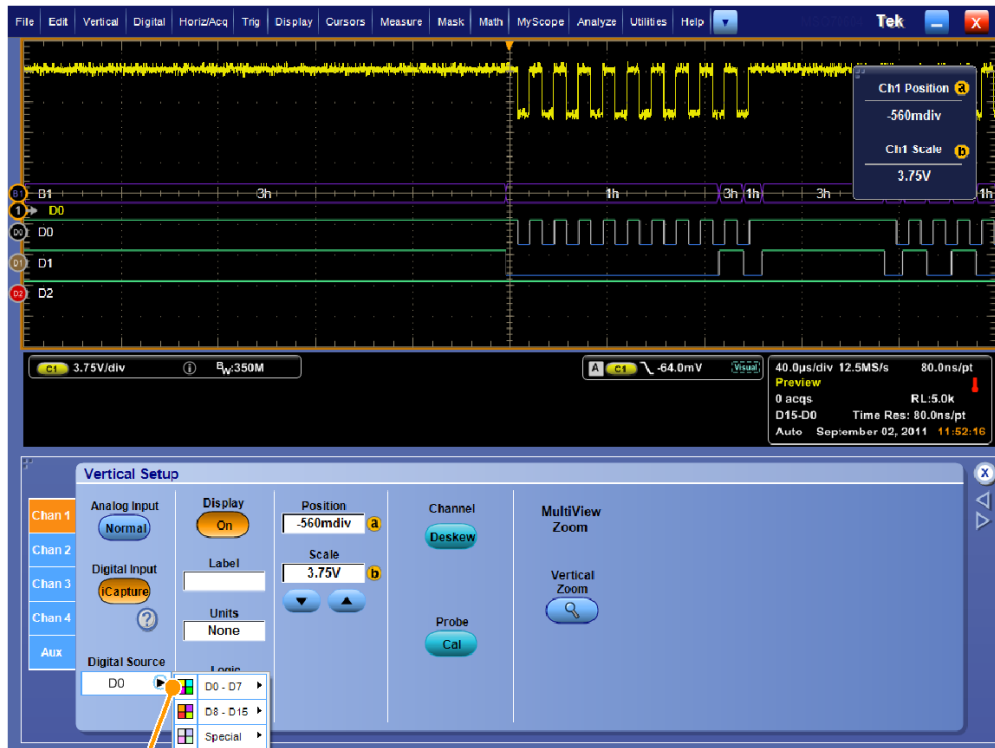 File Edit Vertical Digital Horiz/Acq Trig Display Cursors Measure Mask Math MyScope Analyze Utilities Help Tek X
Ch1 Position a
-560mdiv
Ch1 Scale b
3.75V
B1 B1 3h 1h 3h 1h 3h 1h
1 D0
D0 D0
D1 D1
D2 D2
C1 3.75V/div i BW:350M
A C1 -64.0mV Visual
40.0µs/div 12.5MS/s 80.0ns/pt
Preview
0 acqs RL:5.0k
D15-D0 Time Res: 80.0ns/pt
Auto September 02, 2011 11:52:16
Vertical Setup X
Chan 1
Chan 2
Chan 3
Chan 4
Aux
Analog Input
Normal
Digital Input
iCapture
?
Digital Source
D0
Display
On
Label
Units
None
Logic
D0 - D7
D8 - D15
Special
Position
-560mdiv a
Scale
3.75V b
Channel
Deskew
Probe
Cal
MultiView
Zoom
Vertical
Zoom